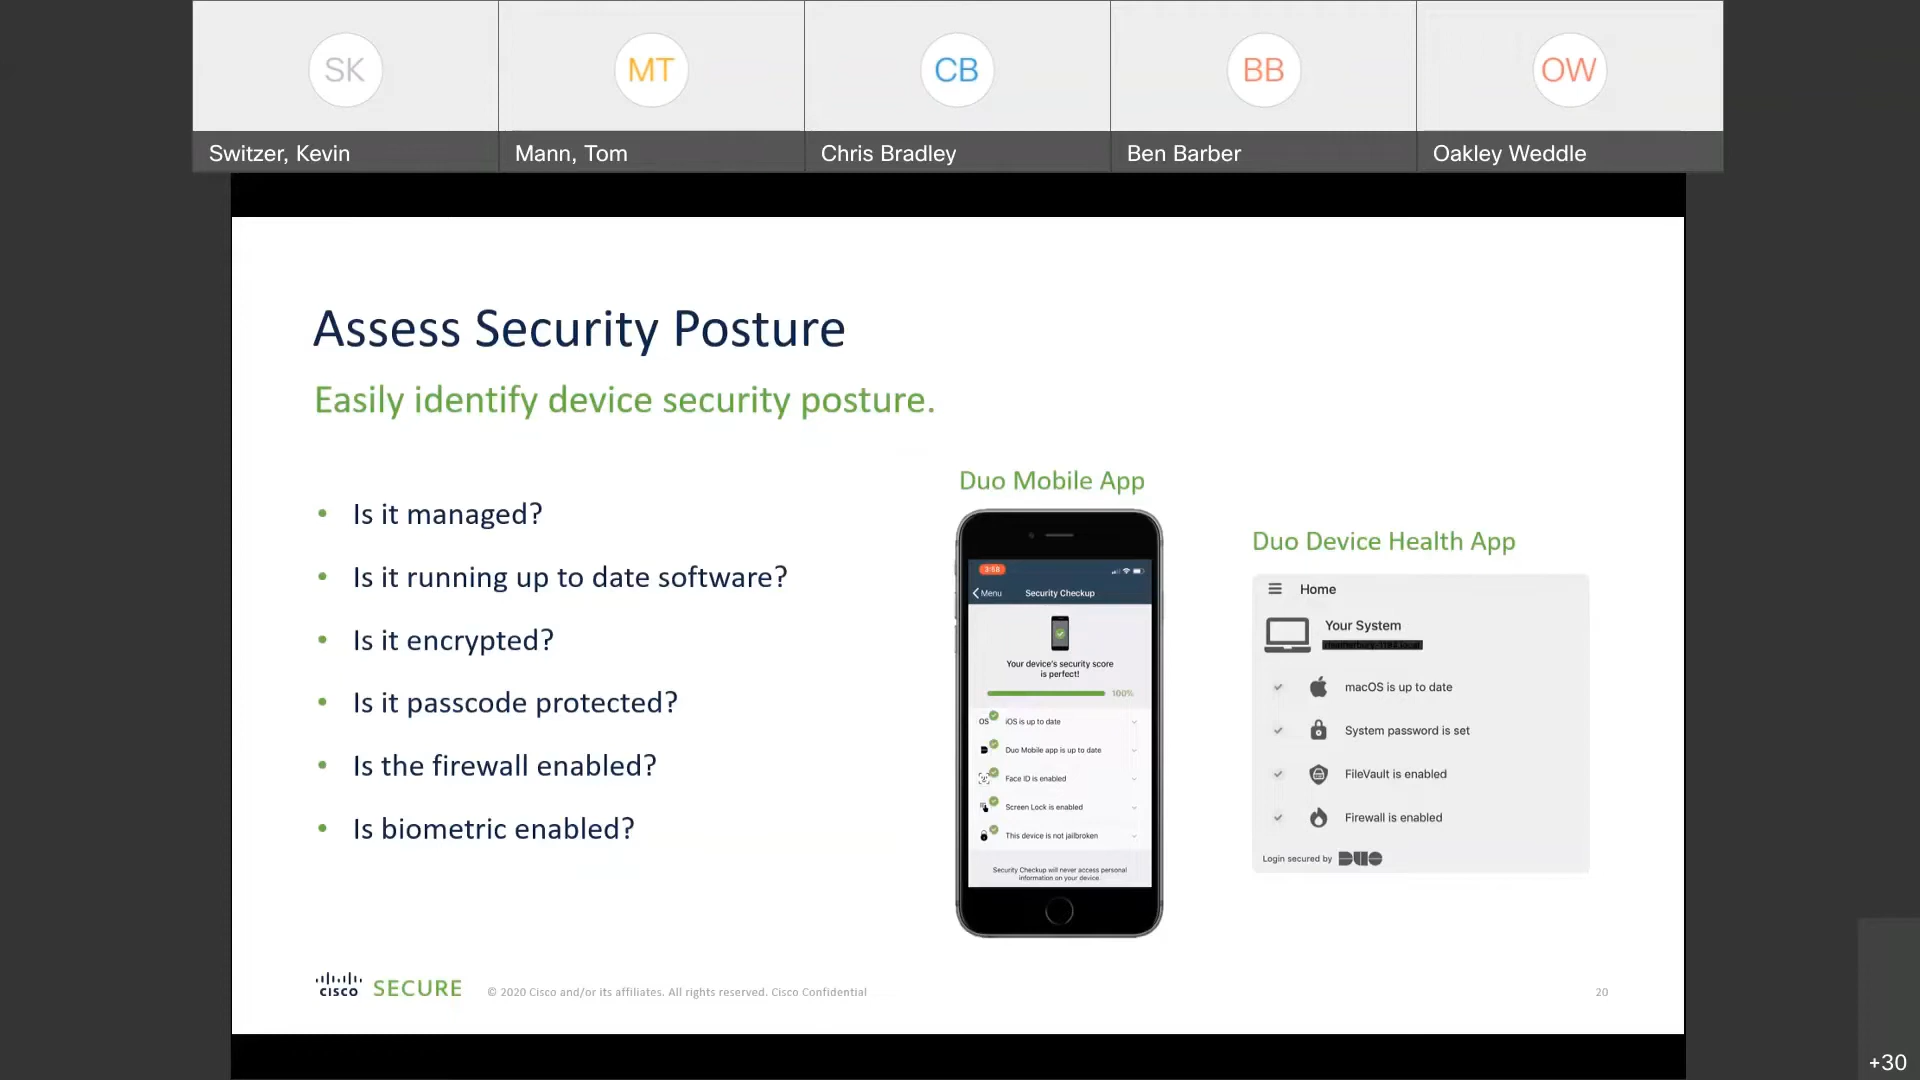 SK
MT
CB
BB
OW
Switzer, Kevin
Mann, Tom
Chris Bradley
Ben Barber
Oakley Weddle
Assess Security Posture
Easily identify device security posture.
• Is it managed?
• Is it running up to date software?
• Is it encrypted?
• Is it passcode protected?
• Is the firewall enabled?
• Is biometric enabled?
Duo Mobile App
3:58
Menu
Security Checkup
Your device's security score
is perfect!
100%
OS iOS is up to date
Duo Mobile app is up to date
Face ID is enabled
Screen Lock is enabled
This device is not jailbroken
Security Checkup will never access personal
information on your device.
Duo Device Health App
Home
Your System
macOS is up to date
System password is set
FileVault is enabled
Firewall is enabled
Login secured by DUO
CISCO SECURE
© 2020 Cisco and/or its affiliates. All rights reserved. Cisco Confidential
20
+30